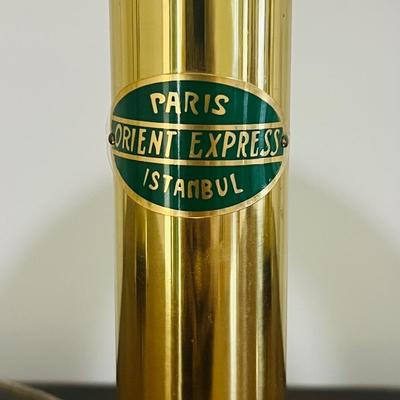 PARIS
ORIENT EXPRESS
ISTANBUL